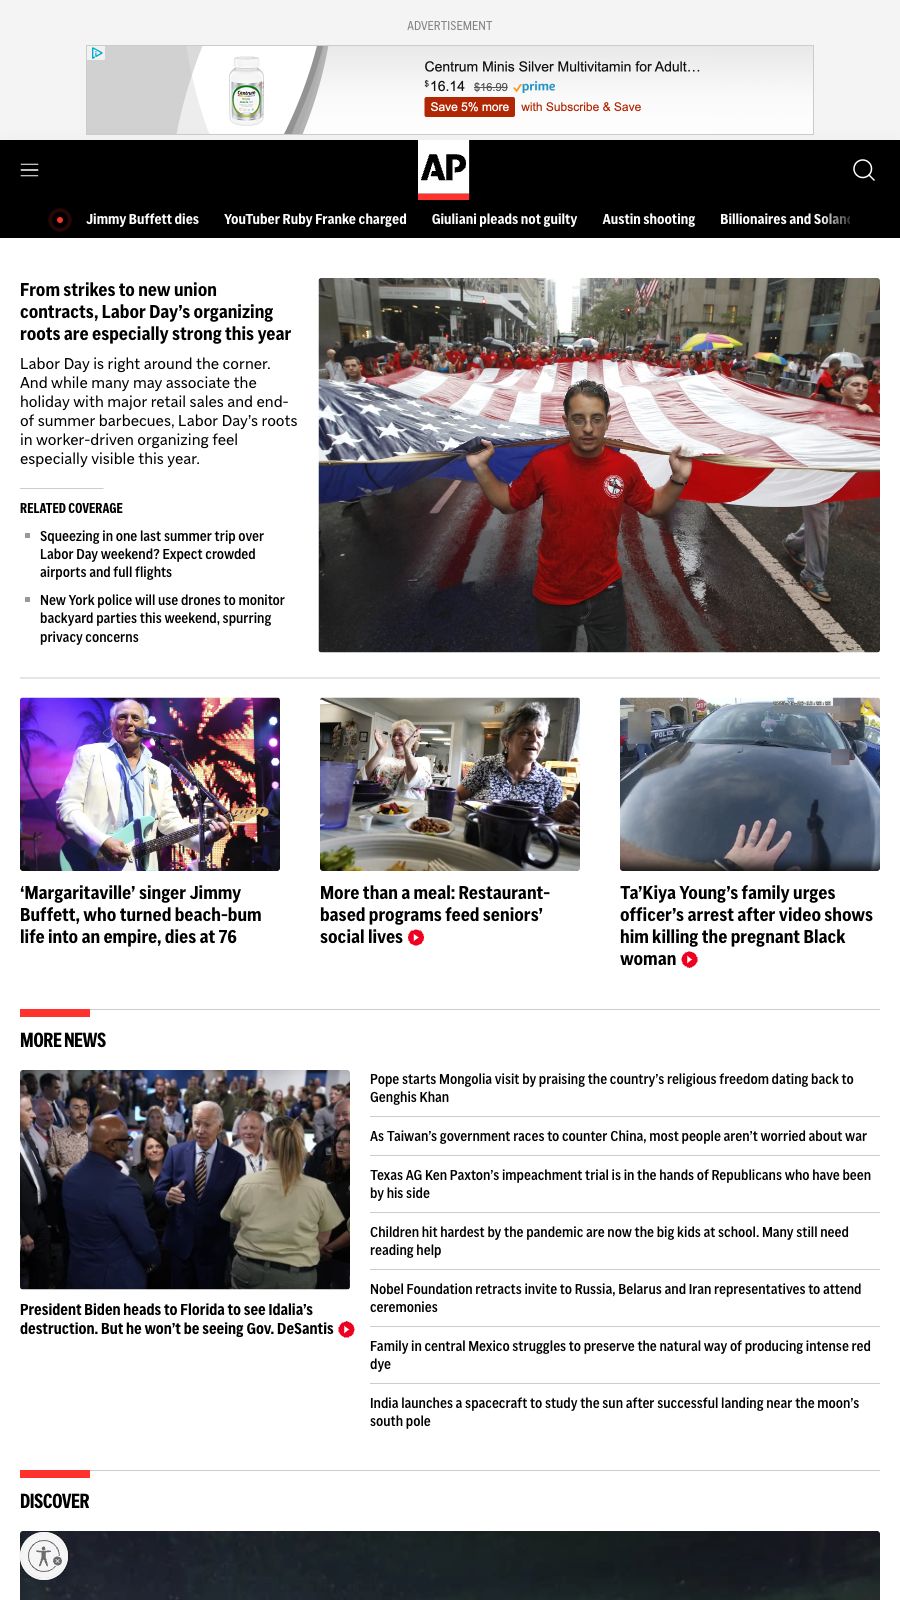 ADVERTISEMENT
Centrum Minis Silver Multivitamin for Adult...
$16.14 $16.99 prime
Save 5% more with Subscribe & Save
AP
Jimmy Buffett dies
YouTuber Ruby Franke charged
Giuliani pleads not guilty
Austin shooting
Billionaires and Solano
From strikes to new union
contracts, Labor Day’s organizing
roots are especially strong this year
Labor Day is right around the corner.
And while many may associate the
holiday with major retail sales and end-
of summer barbecues, Labor Day’s roots
in worker-driven organizing feel
especially visible this year.
RELATED COVERAGE
Squeezing in one last summer trip over
Labor Day weekend? Expect crowded
airports and full flights
New York police will use drones to monitor
backyard parties this weekend, spurring
privacy concerns
‘Margaritaville’ singer Jimmy
Buffett, who turned beach-bum
life into an empire, dies at 76
More than a meal: Restaurant-
based programs feed seniors’
social lives
POLICE
Ta’Kiya Young’s family urges
officer’s arrest after video shows
him killing the pregnant Black
woman
MORE NEWS
President Biden heads to Florida to see Idalia’s
destruction. But he won’t be seeing Gov. DeSantis
Pope starts Mongolia visit by praising the country’s religious freedom dating back to
Genghis Khan
As Taiwan’s government races to counter China, most people aren’t worried about war
Texas AG Ken Paxton’s impeachment trial is in the hands of Republicans who have been
by his side
Children hit hardest by the pandemic are now the big kids at school. Many still need
reading help
Nobel Foundation retracts invite to Russia, Belarus and Iran representatives to attend
ceremonies
Family in central Mexico struggles to preserve the natural way of producing intense red
dye
India launches a spacecraft to study the sun after successful landing near the moon’s
south pole
DISCOVER